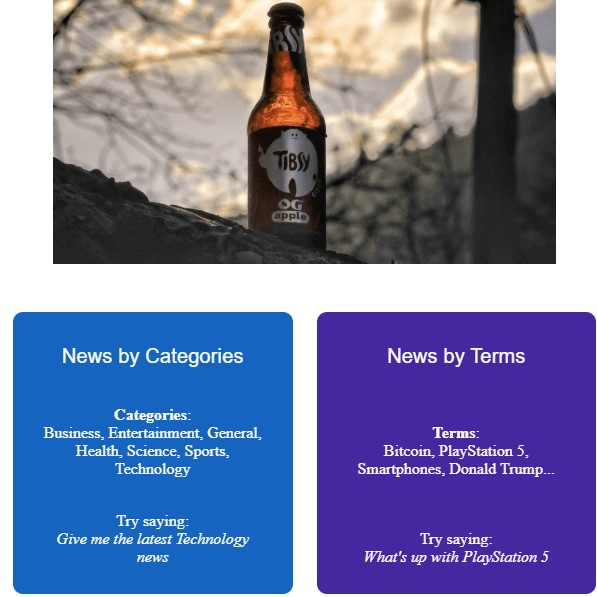 BSY
TiBSY
OG
apple
News by Categories
Categories:
Business, Entertainment, General,
Health, Science, Sports,
Technology
Try saying:
Give me the latest Technology
news
News by Terms
Terms:
Bitcoin, PlayStation 5,
Smartphones, Donald Trump...
Try saying:
What's up with PlayStation 5